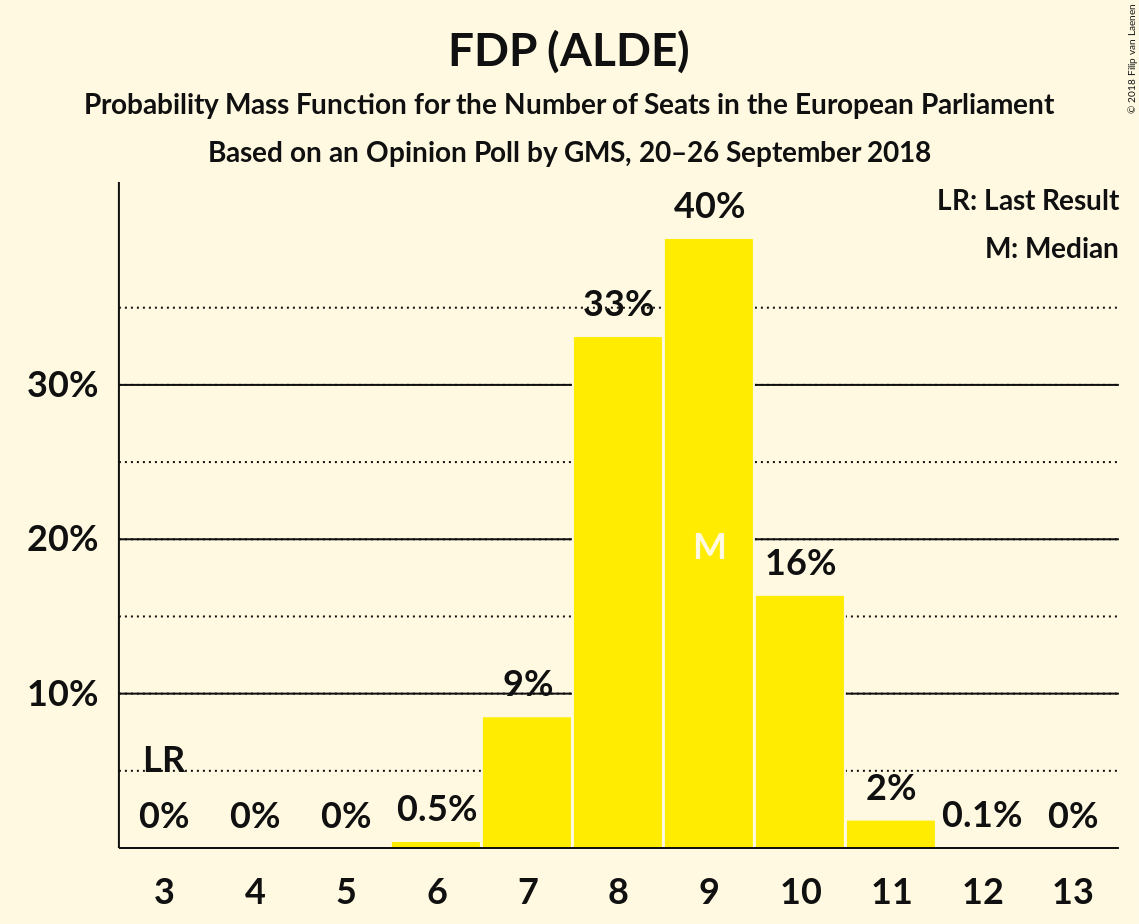 FDP (ALDE)
Probability Mass Function for the Number of Seats in the European Parliament
Based on an Opinion Poll by GMS, 20–26 September 2018
© 2018 Filip van Laenen
LR: Last Result
M: Median
40%
33%
30%
20%
M
16%
10%
9%
LR
2%
0% 0% 0% 0.5% 0.1% 0%
3 4 5 6 7 8 9 10 11 12 13